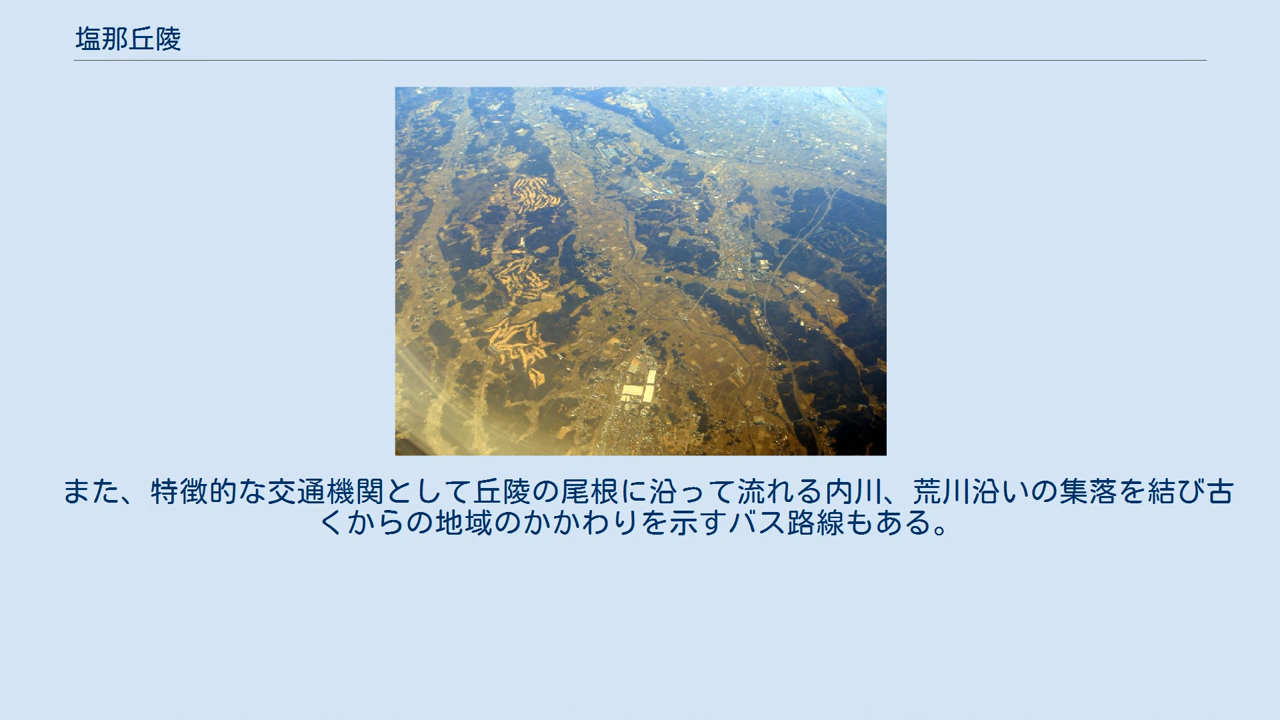 塩那丘陵
また、特徴的な交通機関として丘陵の尾根に沿って流れる内川、荒川沿いの集落を結び古
くからの地域のかかわりを示すバス路線もある。